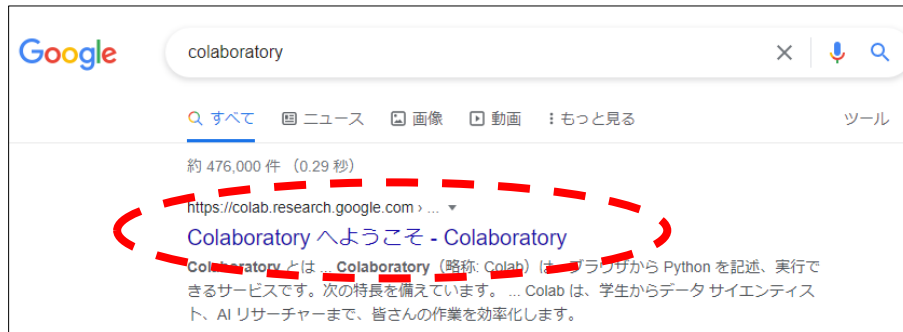 Google
colaboratory
すべて ニュース 画像 動画 もっと見る ツール
約 476,000 件 （0.29 秒）
https://colab.research.google.com › ...
Colaboratory へようこそ - Colaboratory
Colaboratory とは ... Colaboratory（略称: Colab）は、ブラウザから Python を記述、実行で
きるサービスです。次の特長を備えています。 ... Colab は、学生からデータ サイエンティス
ト、AI リサーチャーまで、皆さんの作業を効率化します。